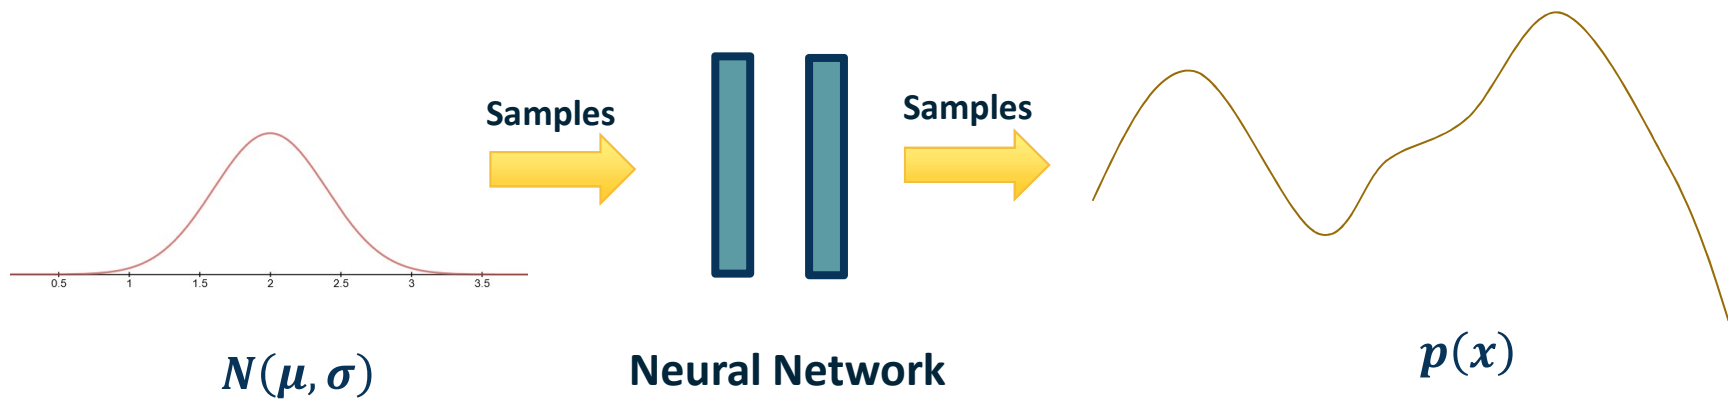 Samples
Samples
0.5 1 1.5 2 2.5 3 3.5
N(μ, σ)
Neural Network
p(x)